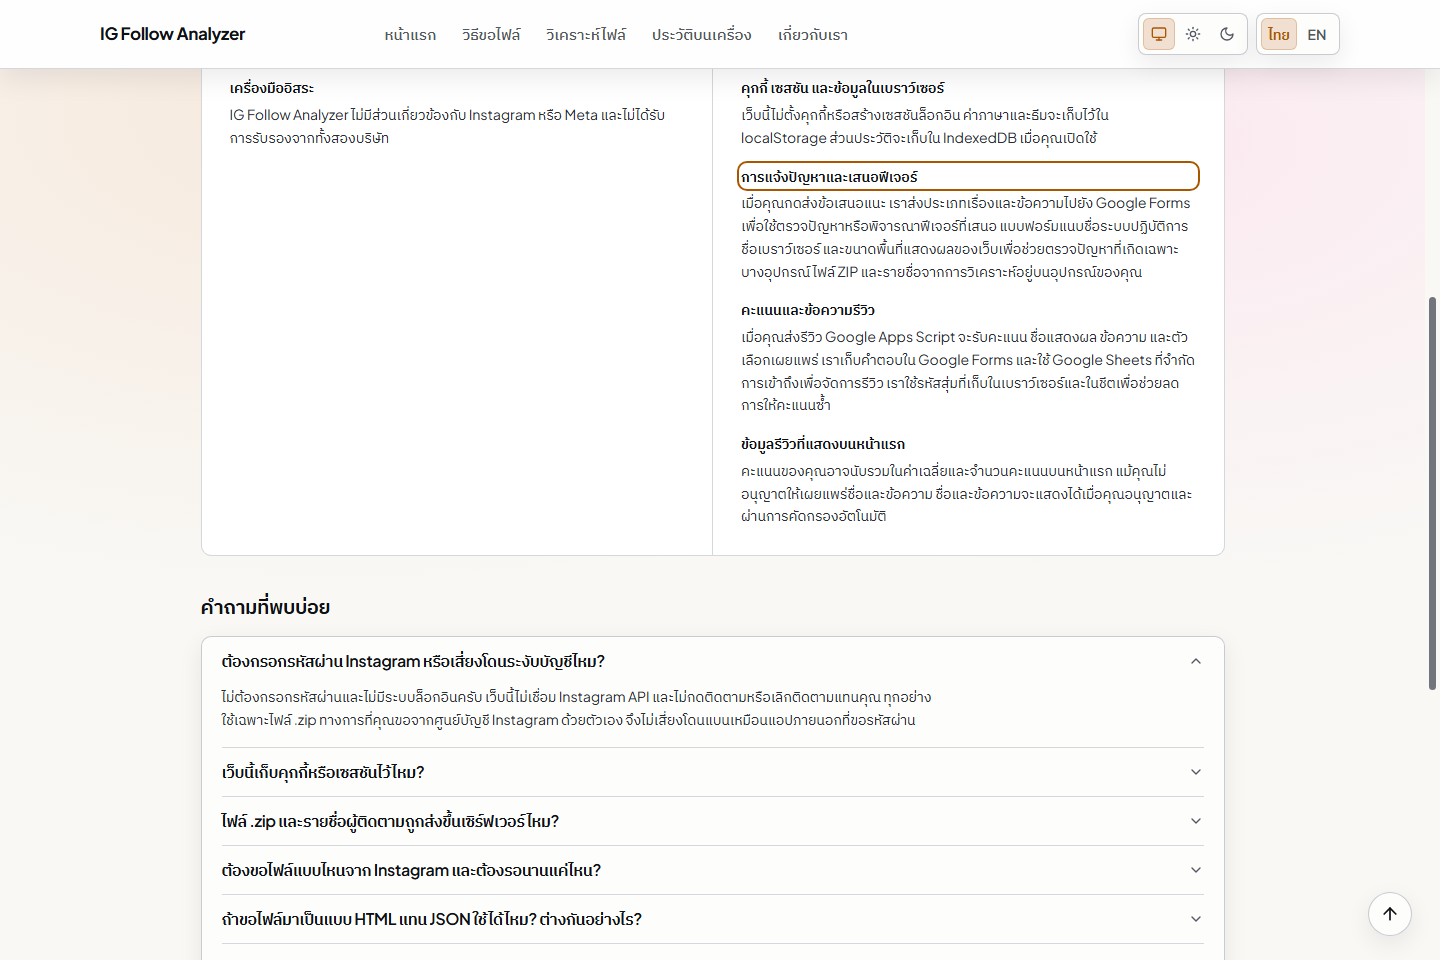 IG Follow Analyzer
หน้าแรก
วิธีขอไฟล์
วิเคราะห์ไฟล์
ประวัติบนเครื่อง
เกี่ยวกับเรา
ไทย
EN
เครื่องมืออิสระ
IG Follow Analyzer ไม่มีส่วนเกี่ยวข้องกับ Instagram หรือ Meta และไม่ได้รับ
การรับรองจากทั้งสองบริษัท
คุกกี้ เซสชัน และข้อมูลในเบราว์เซอร์
เว็บนี้ไม่ตั้งคุกกี้หรือสร้างเซสชันล็อกอิน ค่าภาษาและธีมจะเก็บไว้ใน
localStorage ส่วนประวัติจะเก็บใน IndexedDB เมื่อคุณเปิดใช้
การแจ้งปัญหาและเสนอฟีเจอร์
เมื่อคุณกดส่งข้อเสนอแนะ เราส่งประเภทเรื่องและข้อความไปยัง Google Forms
เพื่อใช้ตรวจปัญหาหรือพิจารณาฟีเจอร์ที่เสนอ แบบฟอร์มแนบชื่อระบบปฏิบัติการ
ชื่อเบราว์เซอร์ และขนาดพื้นที่แสดงผลของเว็บเพื่อช่วยตรวจปัญหาที่เกิดเฉพาะ
บางอุปกรณ์ ไฟล์ ZIP และรายชื่อจากการวิเคราะห์อยู่บนอุปกรณ์ของคุณ
คะแนนและข้อความรีวิว
เมื่อคุณส่งรีวิว Google Apps Script จะรับคะแนน ชื่อแสดงผล ข้อความ และตัว
เลือกเผยแพร่ เราเก็บคำตอบใน Google Forms และใช้ Google Sheets ที่จำกัด
การเข้าถึงเพื่อจัดการรีวิว เราใช้รหัสสุ่มที่เก็บในเบราว์เซอร์และในชีตเพื่อช่วยลด
การให้คะแนนซ้ำ
ข้อมูลรีวิวที่แสดงบนหน้าแรก
คะแนนของคุณอาจนับรวมในค่าเฉลี่ยและจำนวนคะแนนบนหน้าแรก แม้คุณไม่
อนุญาตให้เผยแพร่ชื่อและข้อความ ชื่อและข้อความจะแสดงได้เมื่อคุณอนุญาตและ
ผ่านการคัดกรองอัตโนมัติ
คำถามที่พบบ่อย
ต้องกรอกรหัสผ่าน Instagram หรือเสี่ยงโดนระงับบัญชีไหม?
ไม่ต้องกรอกรหัสผ่านและไม่มีระบบล็อกอินครับ เว็บนี้ไม่เชื่อม Instagram API และไม่กดติดตามหรือเลิกติดตามแทนคุณ ทุกอย่าง
ใช้เฉพาะไฟล์ .zip ทางการที่คุณขอจากศูนย์บัญชี Instagram ด้วยตัวเอง จึงไม่เสี่ยงโดนแบนเหมือนแอปภายนอกที่ขอรหัสผ่าน
เว็บนี้เก็บคุกกี้หรือเซสชันไว้ไหม?
ไฟล์ .zip และรายชื่อผู้ติดตามถูกส่งขึ้นเซิร์ฟเวอร์ไหม?
ต้องขอไฟล์แบบไหนจาก Instagram และต้องรอนานแค่ไหน?
ถ้าขอไฟล์มาเป็นแบบ HTML แทน JSON ใช้ได้ไหม? ต่างกันอย่างไร?